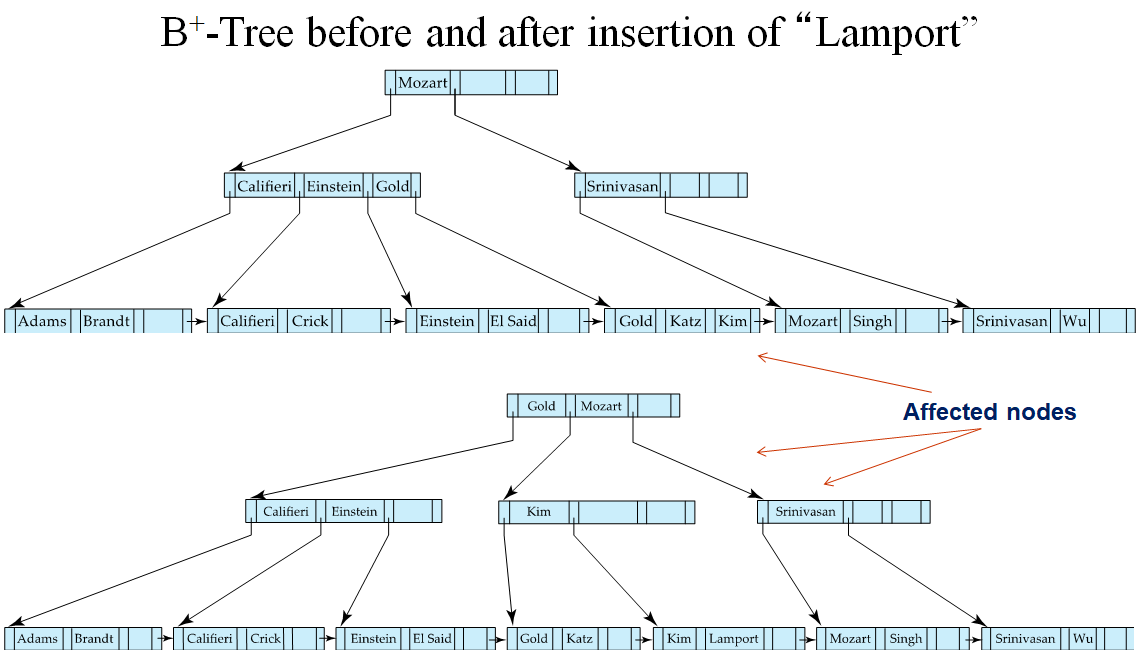 B+-Tree before and after insertion of “Lamport”
Mozart
Califieri Einstein Gold Srinivasan
Adams Brandt Califieri Crick Einstein El Said Gold Katz Kim Mozart Singh Srinivasan Wu
Gold Mozart
Affected nodes
Califieri Einstein Kim Srinivasan
Adams Brandt Califieri Crick Einstein El Said Gold Katz Kim Lamport Mozart Singh Srinivasan Wu